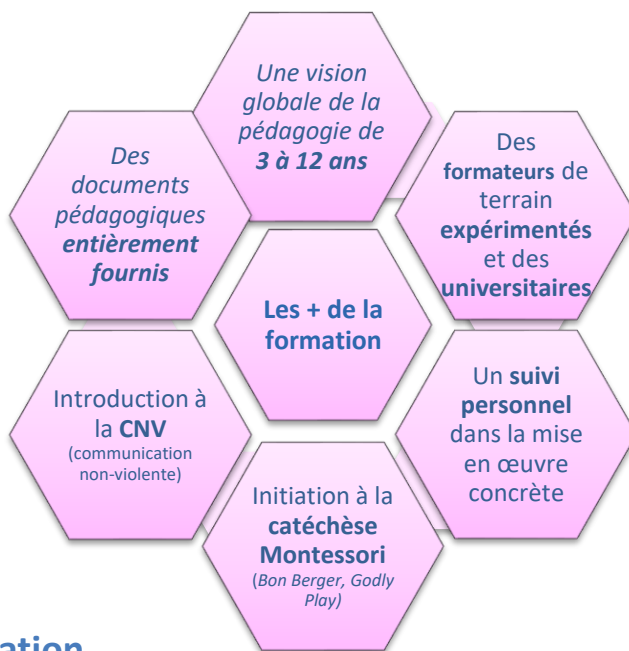 Une vision
globale de la
pédagogie de
3 à 12 ans
Des
formateurs de
terrain
expérimentés
et des
universitaires
Un suivi
personnel
dans la mise
en œuvre
concrète
Initiation à la
catéchèse
Montessori
(Bon Berger, Godly
Play)
Introduction à
la CNV
(communication
non-violente)
Des
documents
pédagogiques
entièrement
fournis
Les + de la
formation